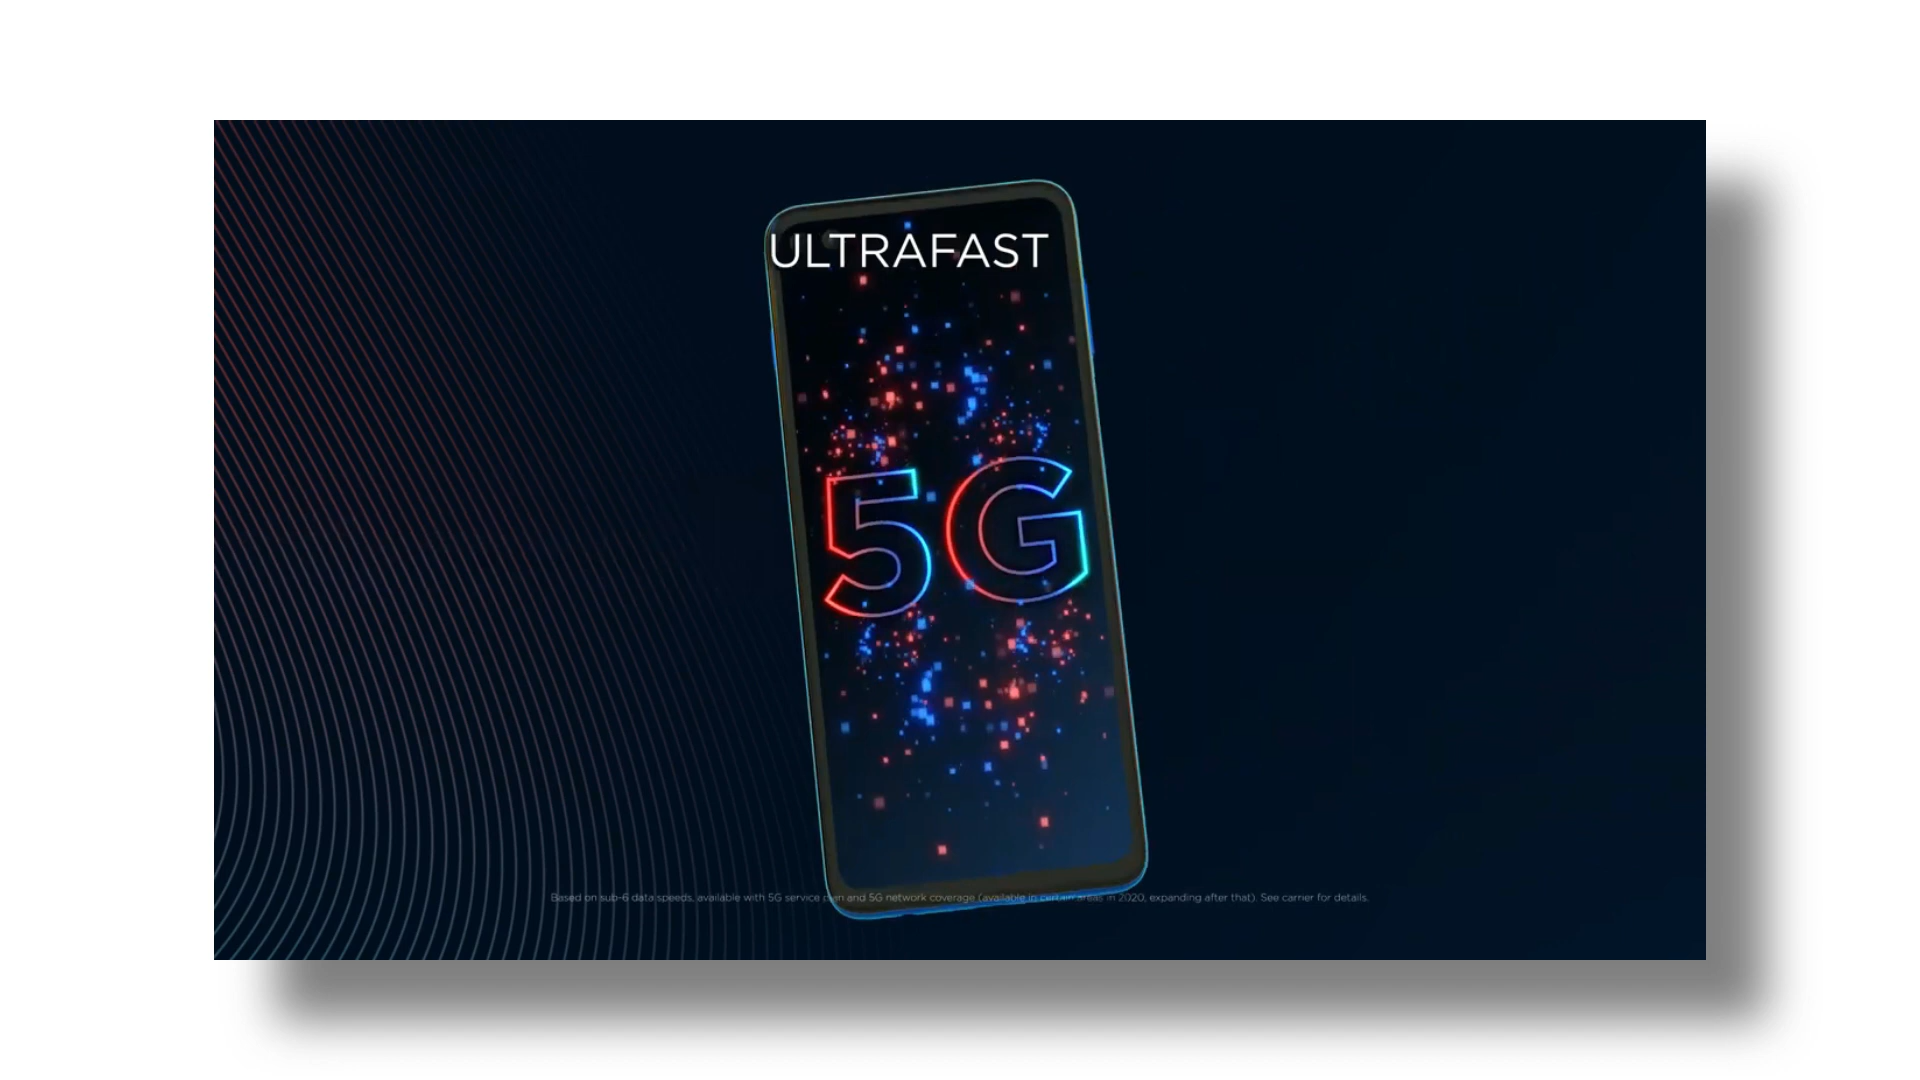 ULTRAFAST
5G
Based on sub-6 data speeds, available with 5G service plan and 5G network coverage (available in certain areas in 2020, expanding after that). See carrier for details.